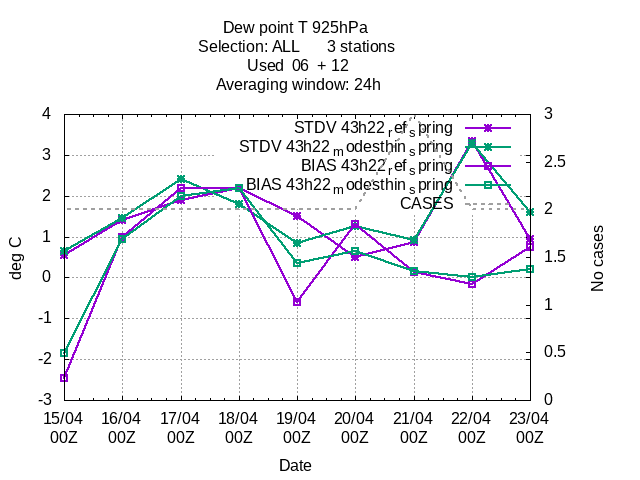 Dew point T 925hPa
Selection: ALL      3 stations
Used  06  + 12
Averaging window: 24h
STDV 43h22_ref_spring
STDV 43h22_modesthin_spring
BIAS 43h22_ref_spring
BIAS 43h22_modesthin_spring
CASES
deg C
4
3
2
1
0
-1
-2
-3
3
2.5
2
1.5
1
0.5
0
No cases
15/04 16/04 17/04 18/04 19/04 20/04 21/04 22/04 23/04
00Z 00Z 00Z 00Z 00Z 00Z 00Z 00Z 00Z
Date